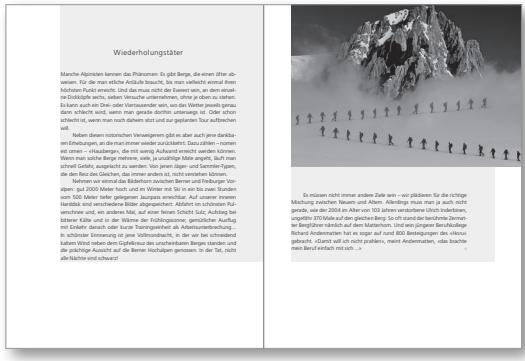 Wiederholungstäter
Manche Alpinisten kennen das Phänomen: Es gibt Berge, die einen öfter ab-
weisen. Für die man etliche Anläufe braucht, bis man vielleicht einmal ihren
höchsten Punkt erreicht. Und das muss nicht der Everest sein, an dem einzel-
ne Dickköpfe sechs, sieben Versuche unternehmen, ohne je oben zu stehen.
Es kann auch ein Drei- oder Viertausender sein, wo das Wetter jeweils genau
dann schlecht wird, wenn man gerade dorthin unterwegs ist. Oder schon
schlecht ist, wenn man noch daheim sitzt und zur geplanten Tour aufbrechen
will.
Neben diesen notorischen Verweigerern gibt es aber auch jene dankba-
ren Erhebungen, an die man immer wieder zurückkehrt. Dazu zählen – nomen
est omen – «Hausberge», die mit wenig Aufwand erreicht werden können.
Wenn man solche Berge mehrere, viele, ja unzählige Male angeht, läuft man
schnell Gefahr, ausgelacht zu werden. Von jenen Jäger- und Sammler-Typen,
die den Reiz des Gleichen, das immer anders ist, nicht verstehen können.
Nehmen wir einmal das Bäderhorn zwischen Berner und Freiburger Vor-
alpen: gut 2000 Meter hoch und im Winter mit Ski in ein bis zwei Stunden
vom 500 Meter tiefer gelegenen Jaunpass erreichbar. Auf unserer inneren
Harddisk sind verschiedene Bilder abgespeichert: Abfahrt im schönsten Pul-
verschnee und, ein anderes Mal, auf einer feinen Schicht Sulz; Aufstieg bei
bitterer Kälte und in der Wärme der Frühlingssonne; gemütlicher Ausflug
mit Einkehr danach oder kurze Trainingseinheit als Arbeitsunterbrechung...
In schönster Erinnerung ist jene Vollmondnacht, in der wir bei schneidend
kaltem Wind neben dem Gipfelkreuz des unscheinbaren Berges standen und
die prächtige Aussicht auf die Berner Hochalpen genossen. In der Tat, nicht
alle Nächte sind schwarz!
Es müssen nicht immer andere Ziele sein – wir plädieren für die richtige
Mischung zwischen Neuem und Altem. Allerdings muss man ja auch nicht
gerade, wie der 2004 im Alter von 103 Jahren verstorbene Ulrich Inderbinen,
ungefähr 370 Male auf den gleichen Berg. So oft stand der berühmte Zermat-
ter Bergführer nämlich auf dem Matterhorn. Und sein jüngerer Berufskollege
Richard Andenmatten hat es sogar auf rund 800 Besteigungen des «Horu»
gebracht. «Damit will ich nicht prahlen», meint Andenmatten, «das brachte
mein Beruf einfach mit sich ...»